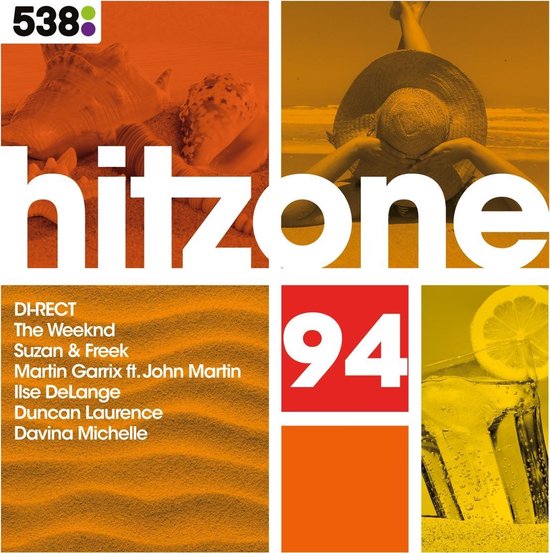 538
hitzone
DI-RECT
The Weeknd
Suzan & Freek
Martin Garrix ft. John Martin
Ilse DeLange
Duncan Laurence
Davina Michelle
94